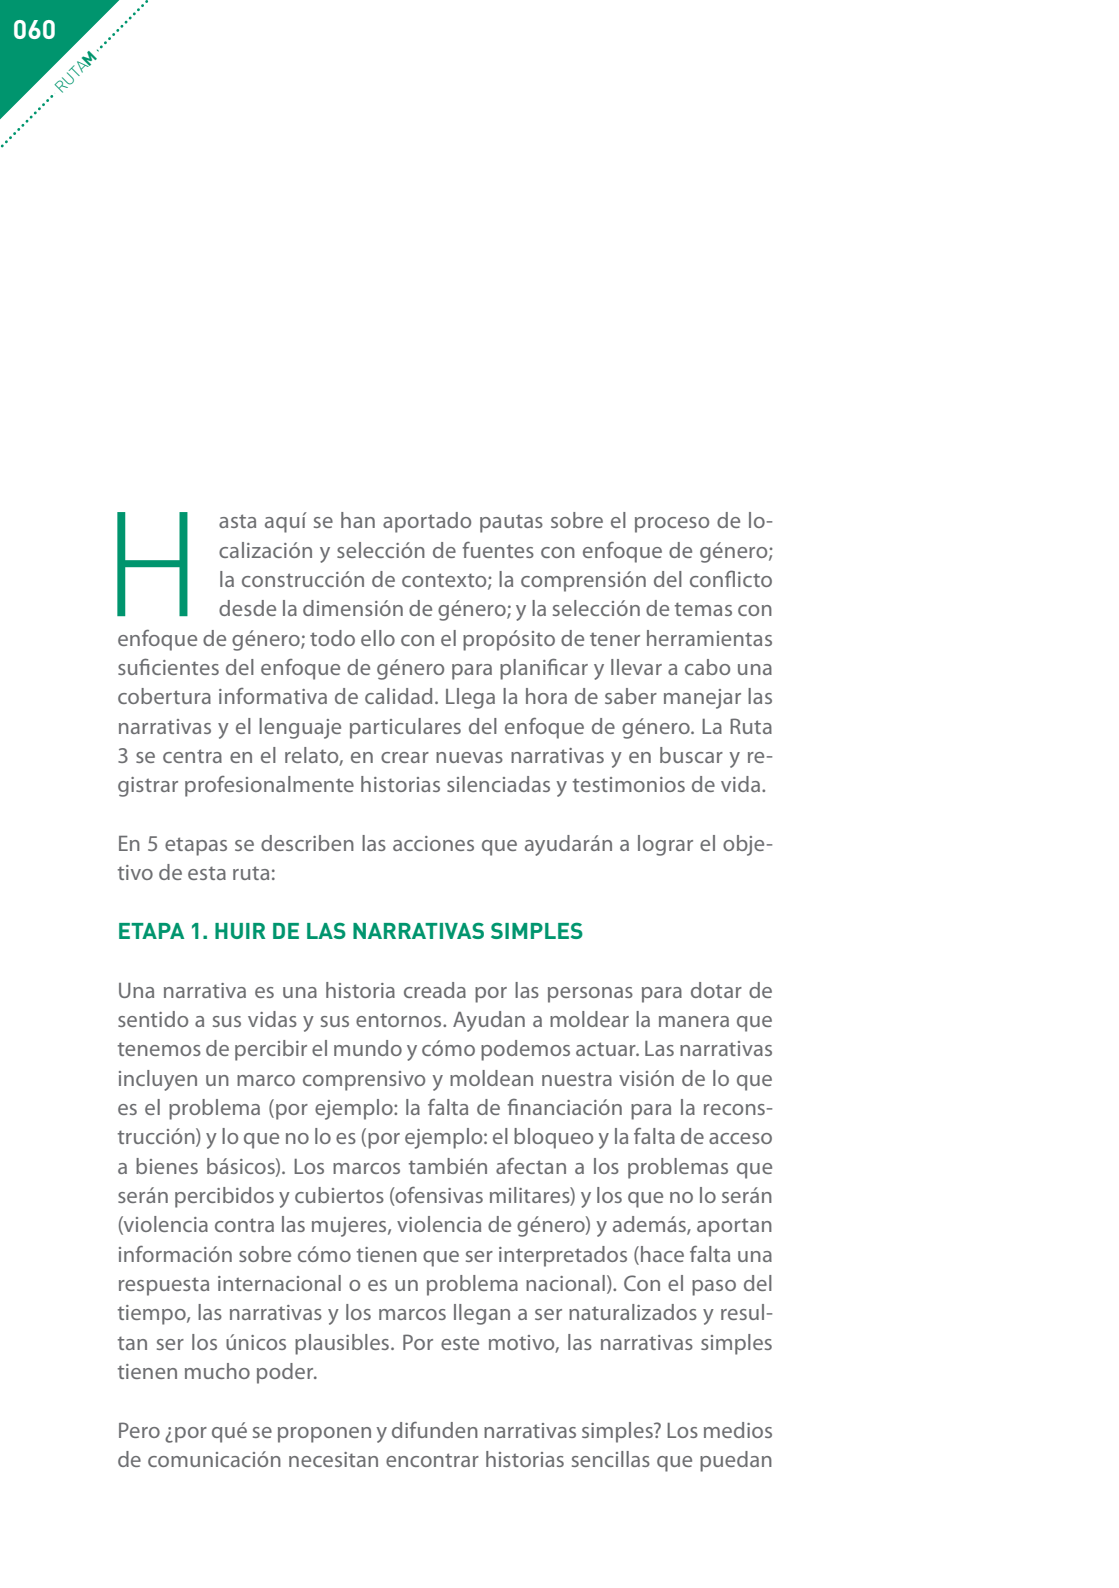 060
RUTAM
Hasta aquí se han aportado pautas sobre el proceso de lo-
calización y selección de fuentes con enfoque de género;
la construcción de contexto; la comprensión del conflicto
desde la dimensión de género; y la selección de temas con
enfoque de género; todo ello con el propósito de tener herramientas
suficientes del enfoque de género para planificar y llevar a cabo una
cobertura informativa de calidad. Llega la hora de saber manejar las
narrativas y el lenguaje particulares del enfoque de género. La Ruta
3 se centra en el relato, en crear nuevas narrativas y en buscar y re-
gistrar profesionalmente historias silenciadas y testimonios de vida.
En 5 etapas se describen las acciones que ayudarán a lograr el obje-
tivo de esta ruta:
ETAPA 1. HUIR DE LAS NARRATIVAS SIMPLES
Una narrativa es una historia creada por las personas para dotar de
sentido a sus vidas y sus entornos. Ayudan a moldear la manera que
tenemos de percibir el mundo y cómo podemos actuar. Las narrativas
incluyen un marco comprensivo y moldean nuestra visión de lo que
es el problema (por ejemplo: la falta de financiación para la recons-
trucción) y lo que no lo es (por ejemplo: el bloqueo y la falta de acceso
a bienes básicos). Los marcos también afectan a los problemas que
serán percibidos y cubiertos (ofensivas militares) y los que no lo serán
(violencia contra las mujeres, violencia de género) y además, aportan
información sobre cómo tienen que ser interpretados (hace falta una
respuesta internacional o es un problema nacional). Con el paso del
tiempo, las narrativas y los marcos llegan a ser naturalizados y resul-
tan ser los únicos plausibles. Por este motivo, las narrativas simples
tienen mucho poder.
Pero ¿por qué se proponen y difunden narrativas simples? Los medios
de comunicación necesitan encontrar historias sencillas que puedan